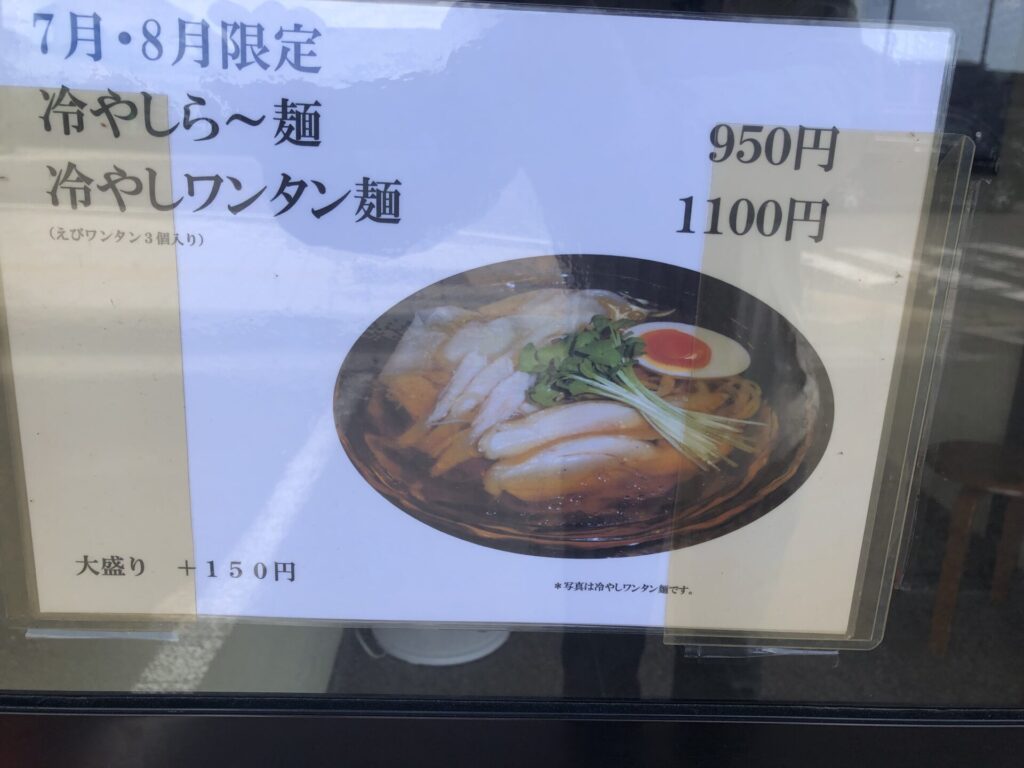 7月・8月限定
冷やしら～麺 950円
冷やしワンタン麺 1100円
（えびワンタン３個入り）
大盛り ＋１５０円
＊写真は冷やしワンタン麺です。